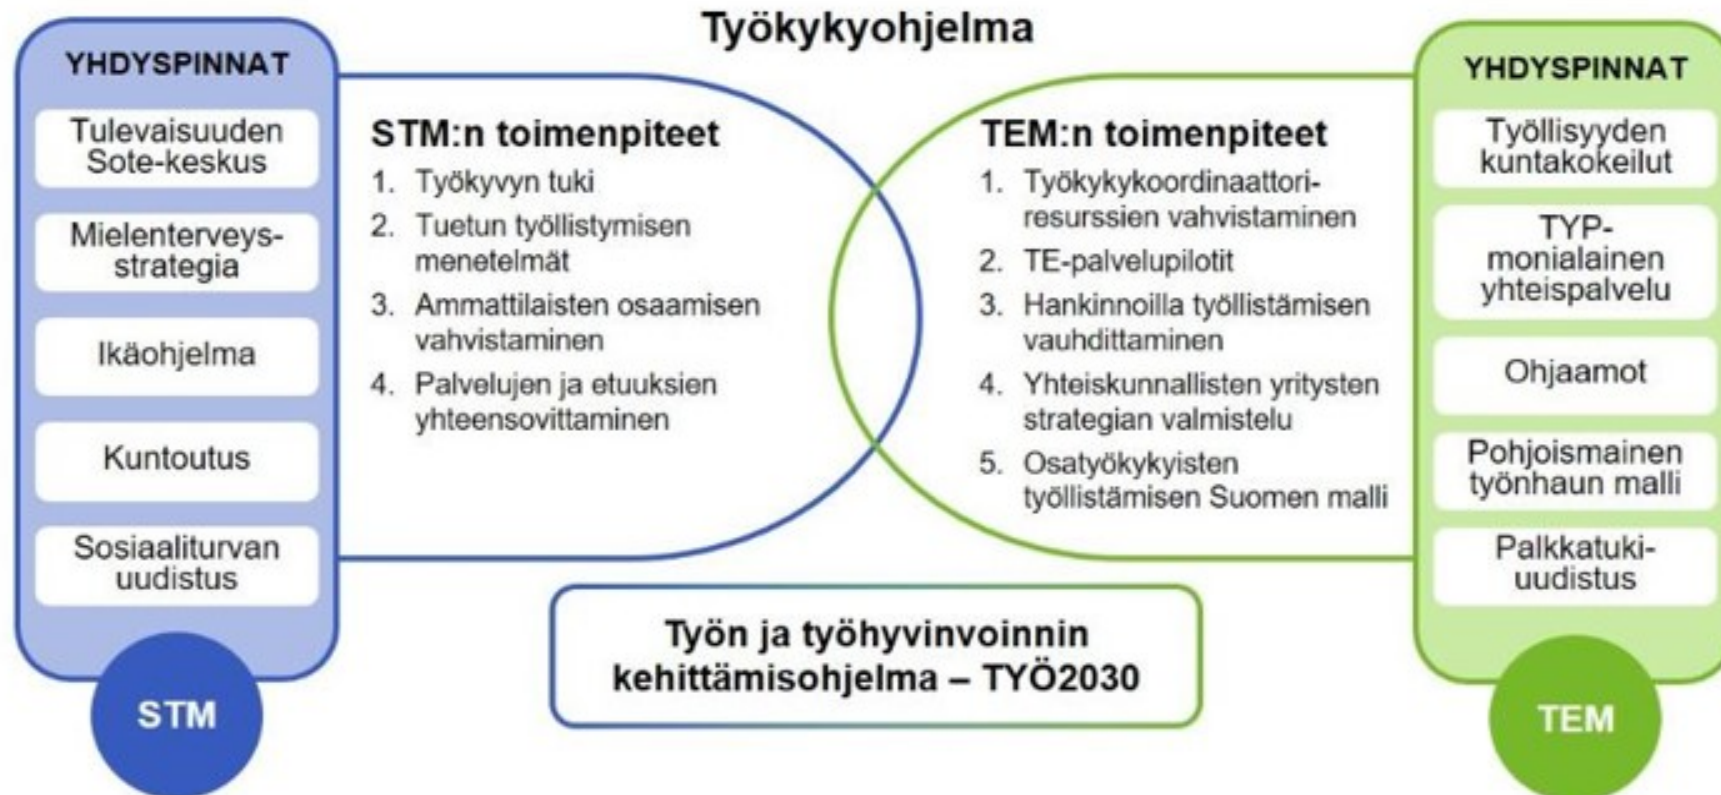 Työkykyohjelma
YHDYSPINNAT
Tulevaisuuden
Sote-keskus
Mielenterveys-
strategia
Ikäohjelma
Kuntoutus
Sosiaaliturvan
uudistus
STM
STM:n toimenpiteet
1. Työkyvyn tuki
2. Tuetun työllistymisen
menetelmät
3. Ammattilaisten osaamisen
vahvistaminen
4. Palvelujen ja etuuksien
yhteensovittaminen
TEM:n toimenpiteet
1. Työkykykoordinaattori-
resurssien vahvistaminen
2. TE-palvelupilotit
3. Hankinnoilla työllistämisen
vauhdittaminen
4. Yhteiskunnallisten yritysten
strategian valmistelu
5. Osatyökykyisten
työllistämisen Suomen malli
Työn ja työhyvinvoinnin
kehittämisohjelma – TYÖ2030
YHDYSPINNAT
Työllisyyden
kuntakokeilut
TYP-
monialainen
yhteispalvelu
Ohjaamot
Pohjoismainen
työnhaun malli
Palkkatuki-
uudistus
TEM